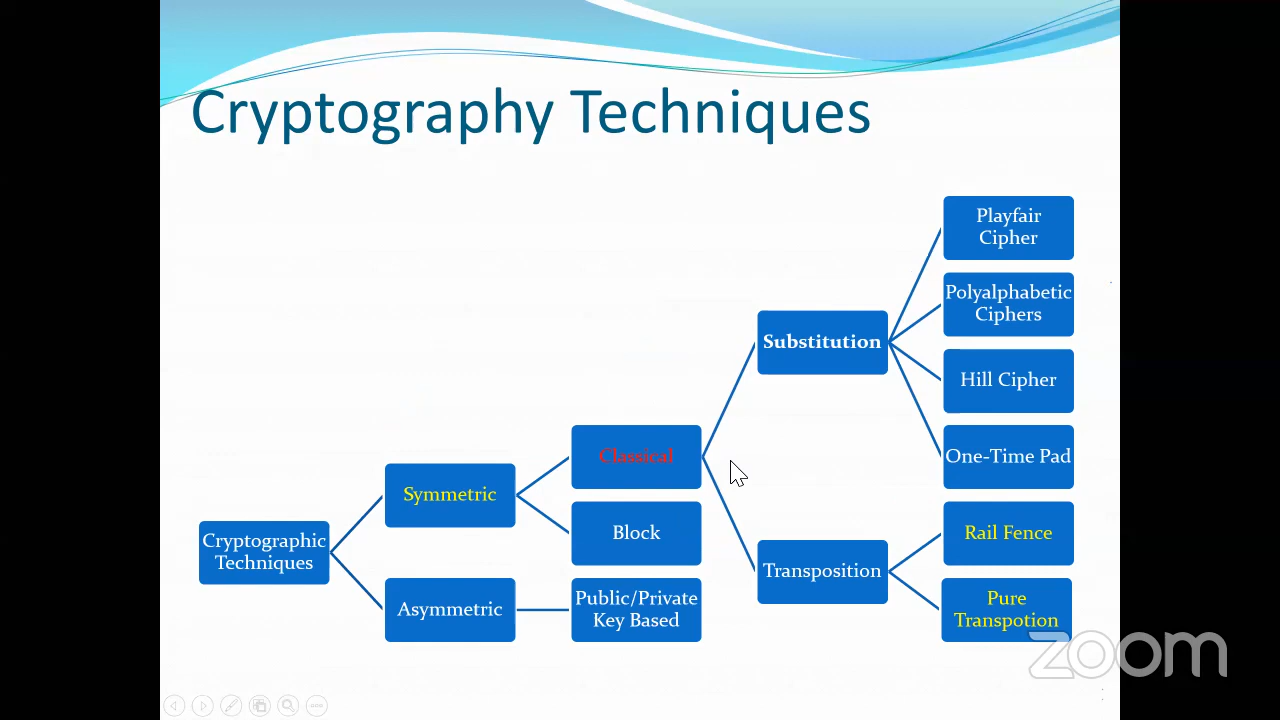 Cryptography Techniques
Playfair
Cipher
Polyalphabetic
Ciphers
Hill Cipher
One-Time Pad
Substitution
Classical
Symmetric
Block
Cryptographic
Techniques
Asymmetric
Public/Private
Key Based
Transposition
Rail Fence
Pure
Transpotion
zoom